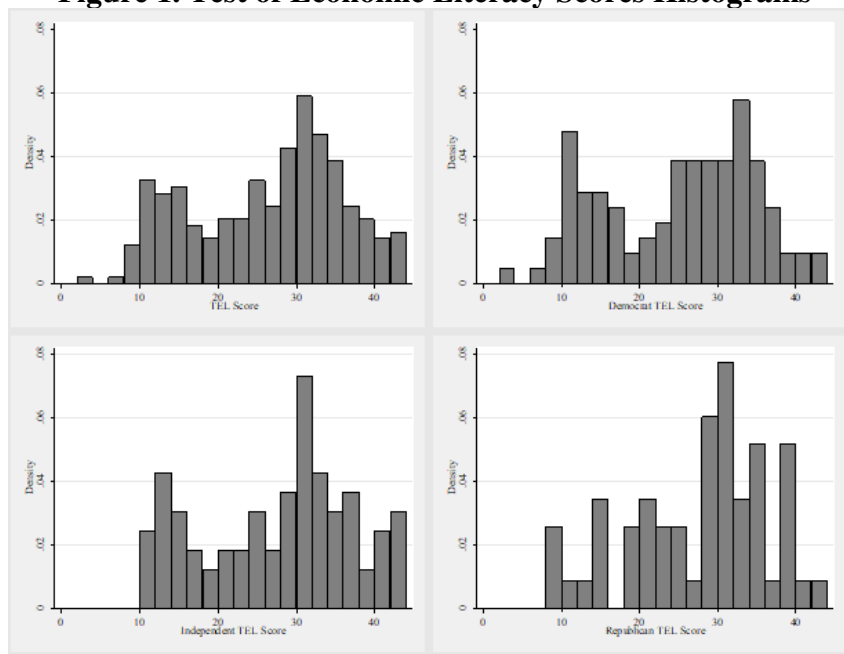 Figure 1. Test of Economic Literacy Scores Histograms
.08
.06
.04
.02
0
Density
0 10 20 30 40
TEL Score
.08
.06
.04
.02
0
Density
0 10 20 30 40
Democrat TEL Score
.08
.06
.04
.02
0
Density
0 10 20 30 40
Independent TEL Score
.08
.06
.04
.02
0
Density
0 10 20 30 40
Republican TEL Score